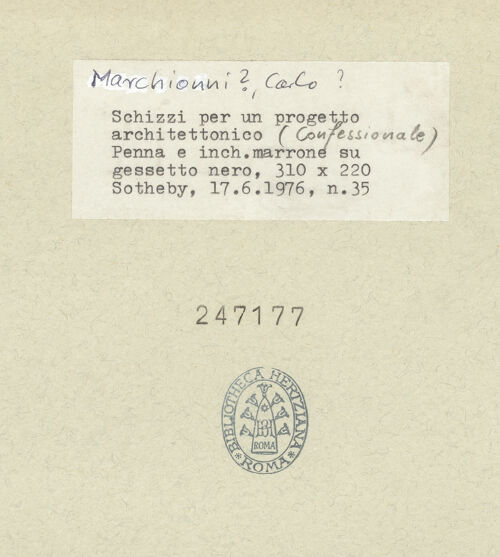 Marchionni?, Carlo ?
Schizzi per un progetto
architettonico (Confessionale)
Penna e inch.marrone su
gessetto nero, 310 x 220
Sotheby, 17.6.1976, n.35
247177
*BIBLIOTHECA HERTZIANA*
ROMA
ROMA